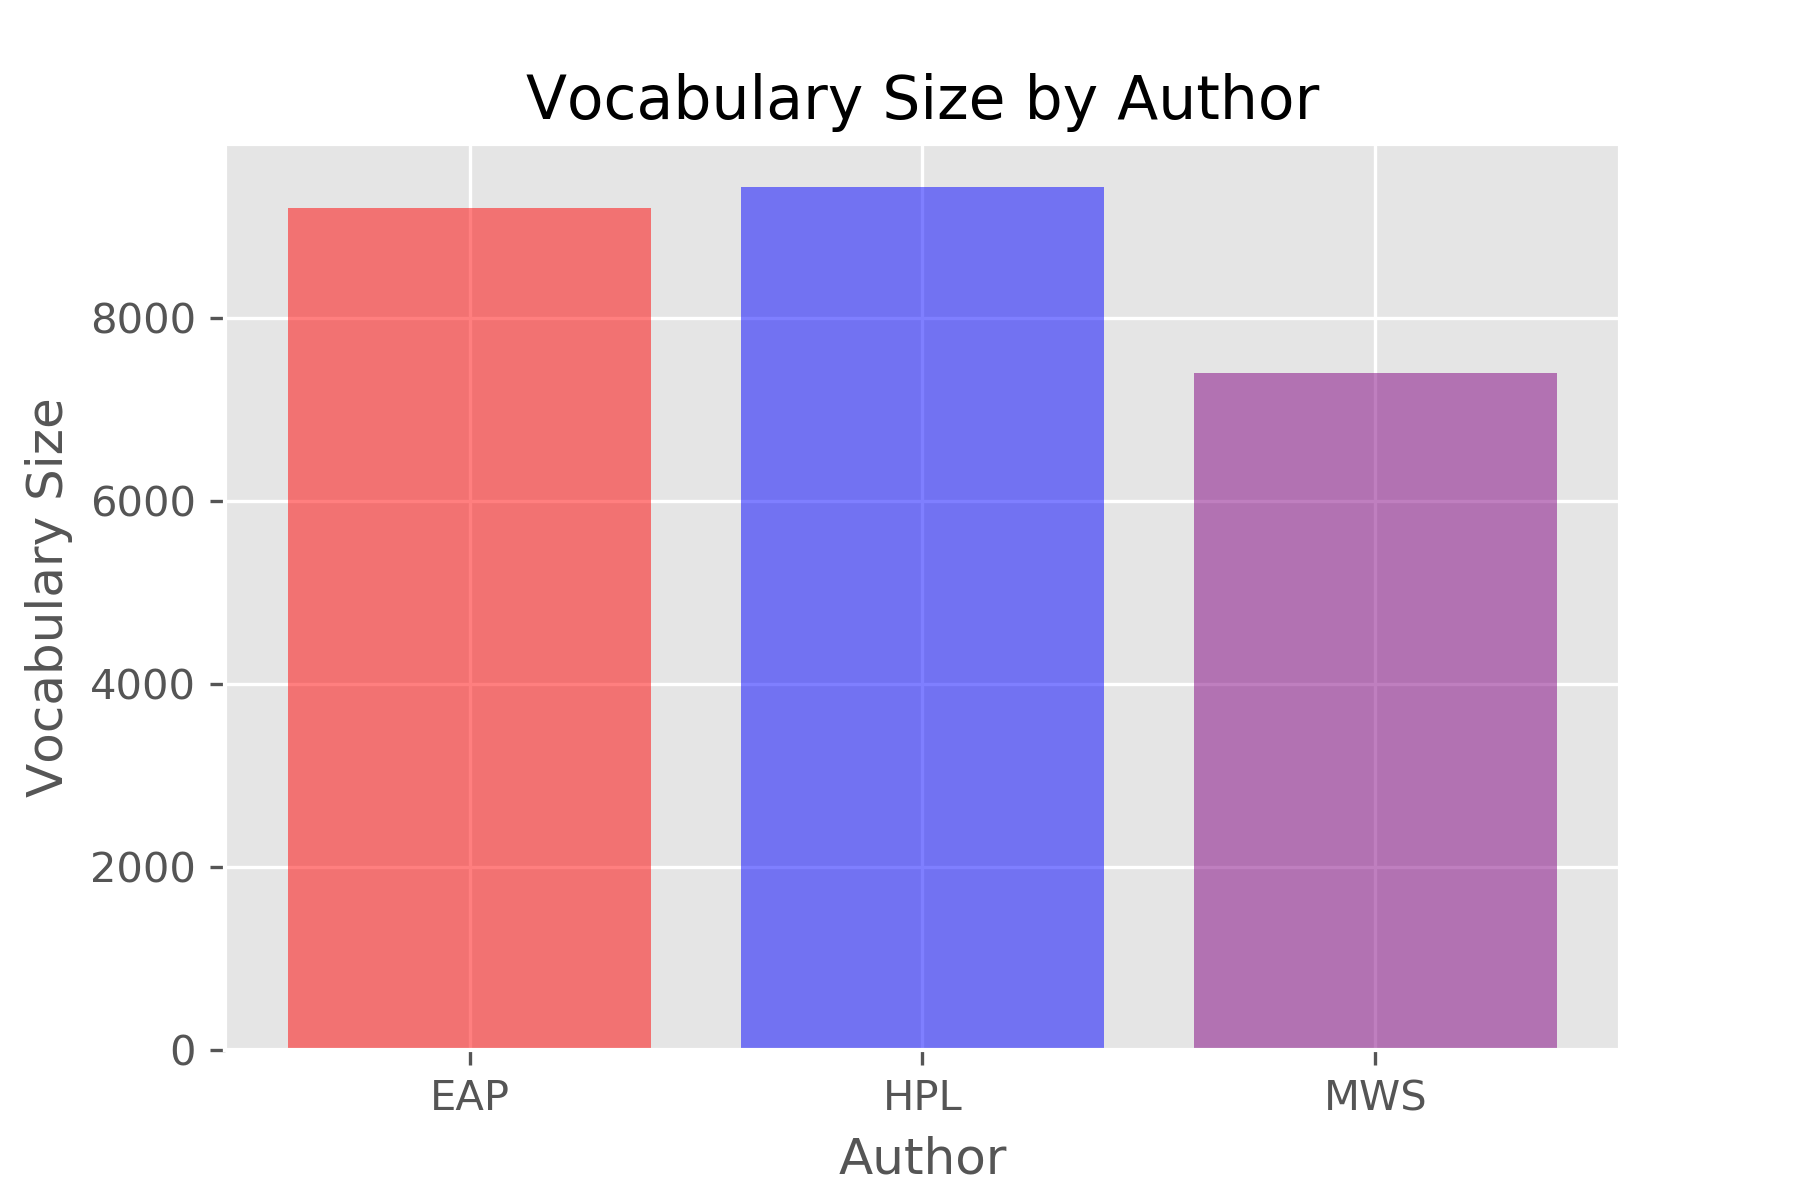 Vocabulary Size by Author
Vocabulary Size
8000
6000
4000
2000
0
EAP HPL MWS
Author